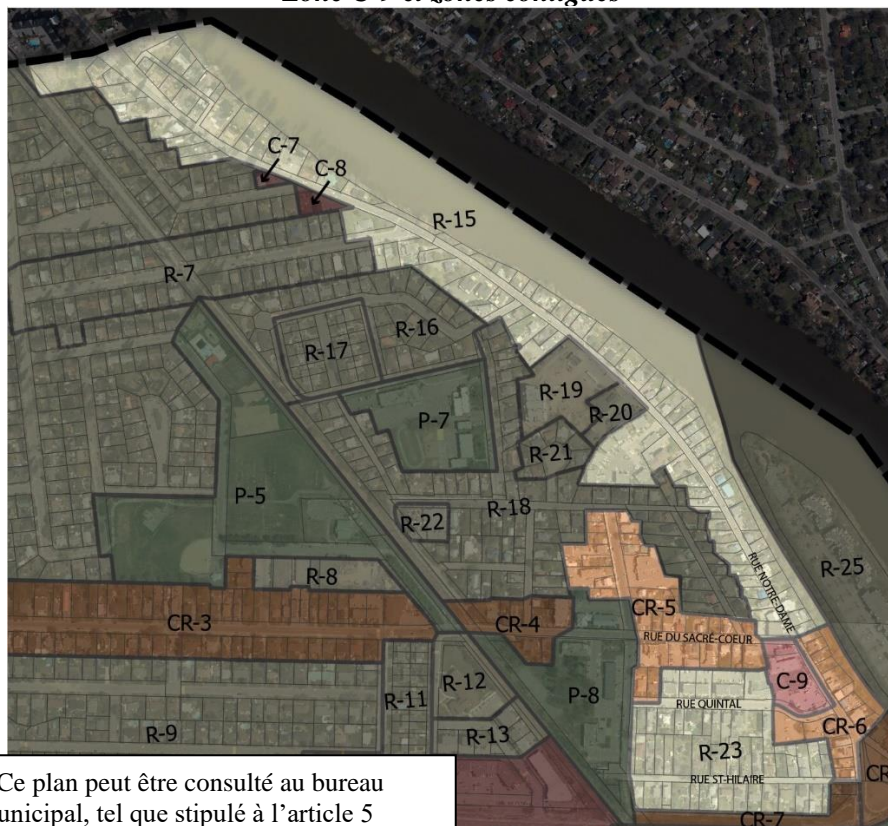 Zone C-9 et zones contiguës
C-7
C-8
R-15
R-7
R-16
R-17
R-19
R-20
P-7
R-21
P-5
R-18
R-22
R-25
R-8
RUE NOTRE-DAME
CR-5
CR-3
CR-4
RUE DU SACRÉ-COEUR
C-9
R-12
P-8
R-11
RUE QUINTAL
CR-6
R-9
R-13
R-23
CR
RUE ST-HILAIRE
Ce plan peut être consulté au bureau
unicipal, tel que stipulé à l'article 5
CR-7